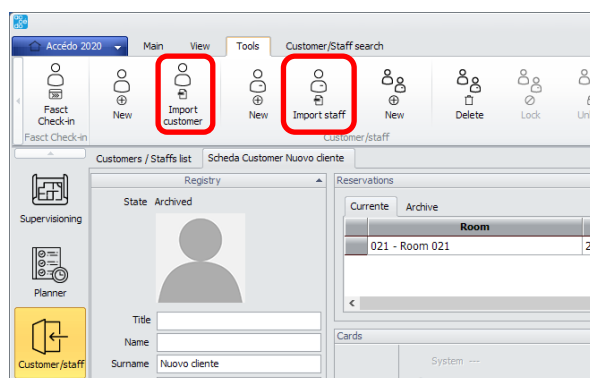 Accédo 2020 Main View Tools Customer/Staff search
Fasct Check-in
New
Import customer
New
Import staff
New
Delete
Lock
Fasct Check-in Customer/staff
Customers / Staffs list Scheda Customer Nuovo cliente
Registry
State Archived
Title
Name
Surname Nuovo cliente
Reservations
Currente Archive
Room
021 - Room 021 2
Cards
System ---
Supervisioning
Planner
Customer/staff